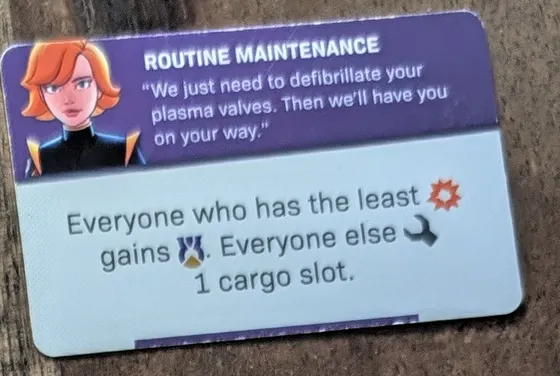 ROUTINE MAINTENANCE
“We just need to defibrillate your
plasma valves. Then we’ll have you
on your way.”
Everyone who has the least
gains . Everyone else
1 cargo slot.